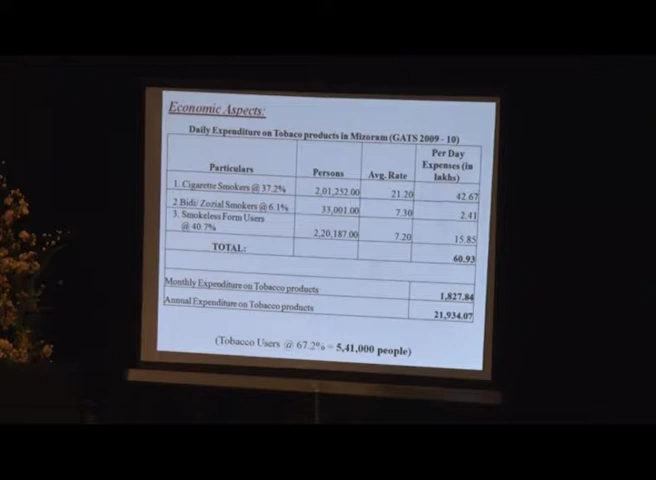 Economic Aspects:
Daily Expenditure on Tobaco products in Mizoram (GATS 2009 - 10)
Particulars Persons Avg. Rate Per Day Expenses (in lakhs)
1. Cigarette Smokers @ 37.2% 2,01,252.00 21.20 42.67
2.Bidi/ Zozial Smokers @ 6.1% 33,001.00 7.30 2.41
3. Smokeless Form Users @ 40.7% 2,20,187.00 7.20 15.85
TOTAL: 60.93
Monthly Expenditure on Tobacco products 1,827.84
Annual Expenditure on Tobacco products 21,934.07
(Tobacco Users @ 67.2% = 5,41,000 people)